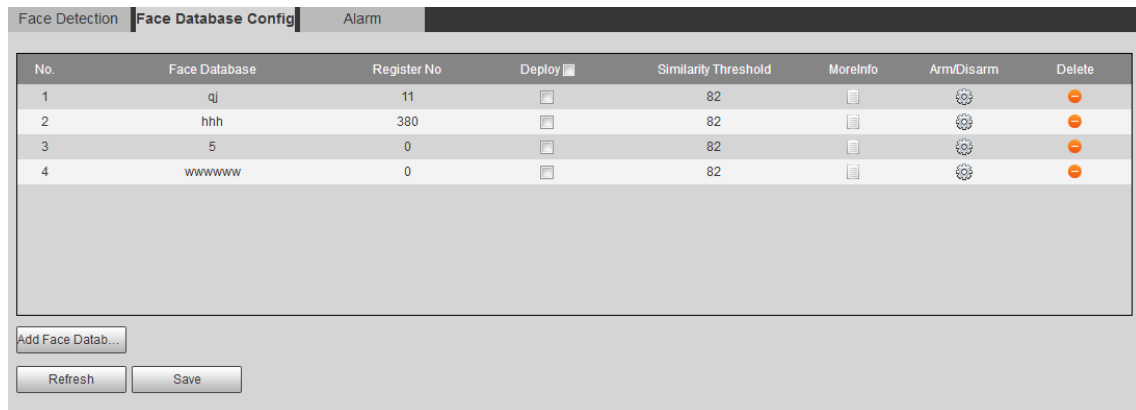 Face Detection Face Database Config Alarm
No. Face Database Register No Deploy Similarity Threshold MoreInfo Arm/Disarm Delete
1 qj 11 82
2 hhh 380 82
3 5 0 82
4 wwwwww 0 82
Add Face Datab...
Refresh Save